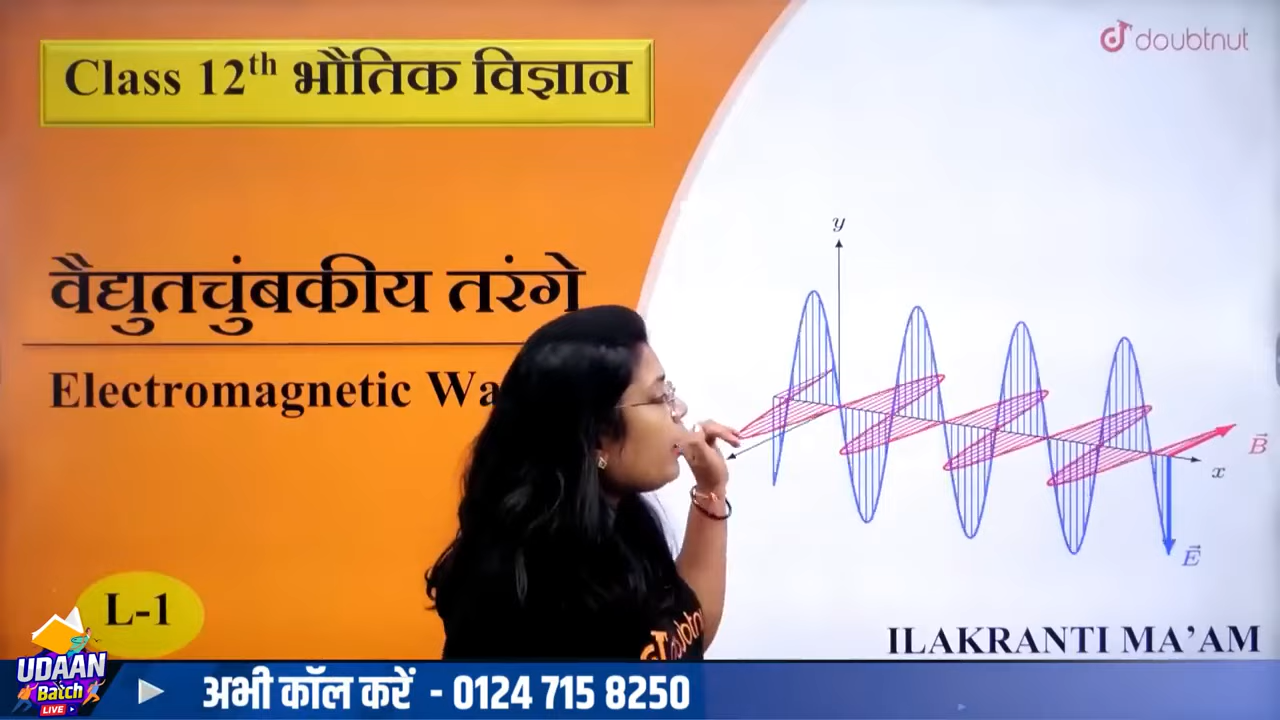 Class 12th भौतिक विज्ञान
doubtnut
वैद्युतचुंबकीय तरंगे
Electromagnetic
y
B
x
E
L-1
ILAKRANTI MA'AM
doubtn
UDAAN
Batch
LIVE
अभी कॉल करें - 0124 715 8250